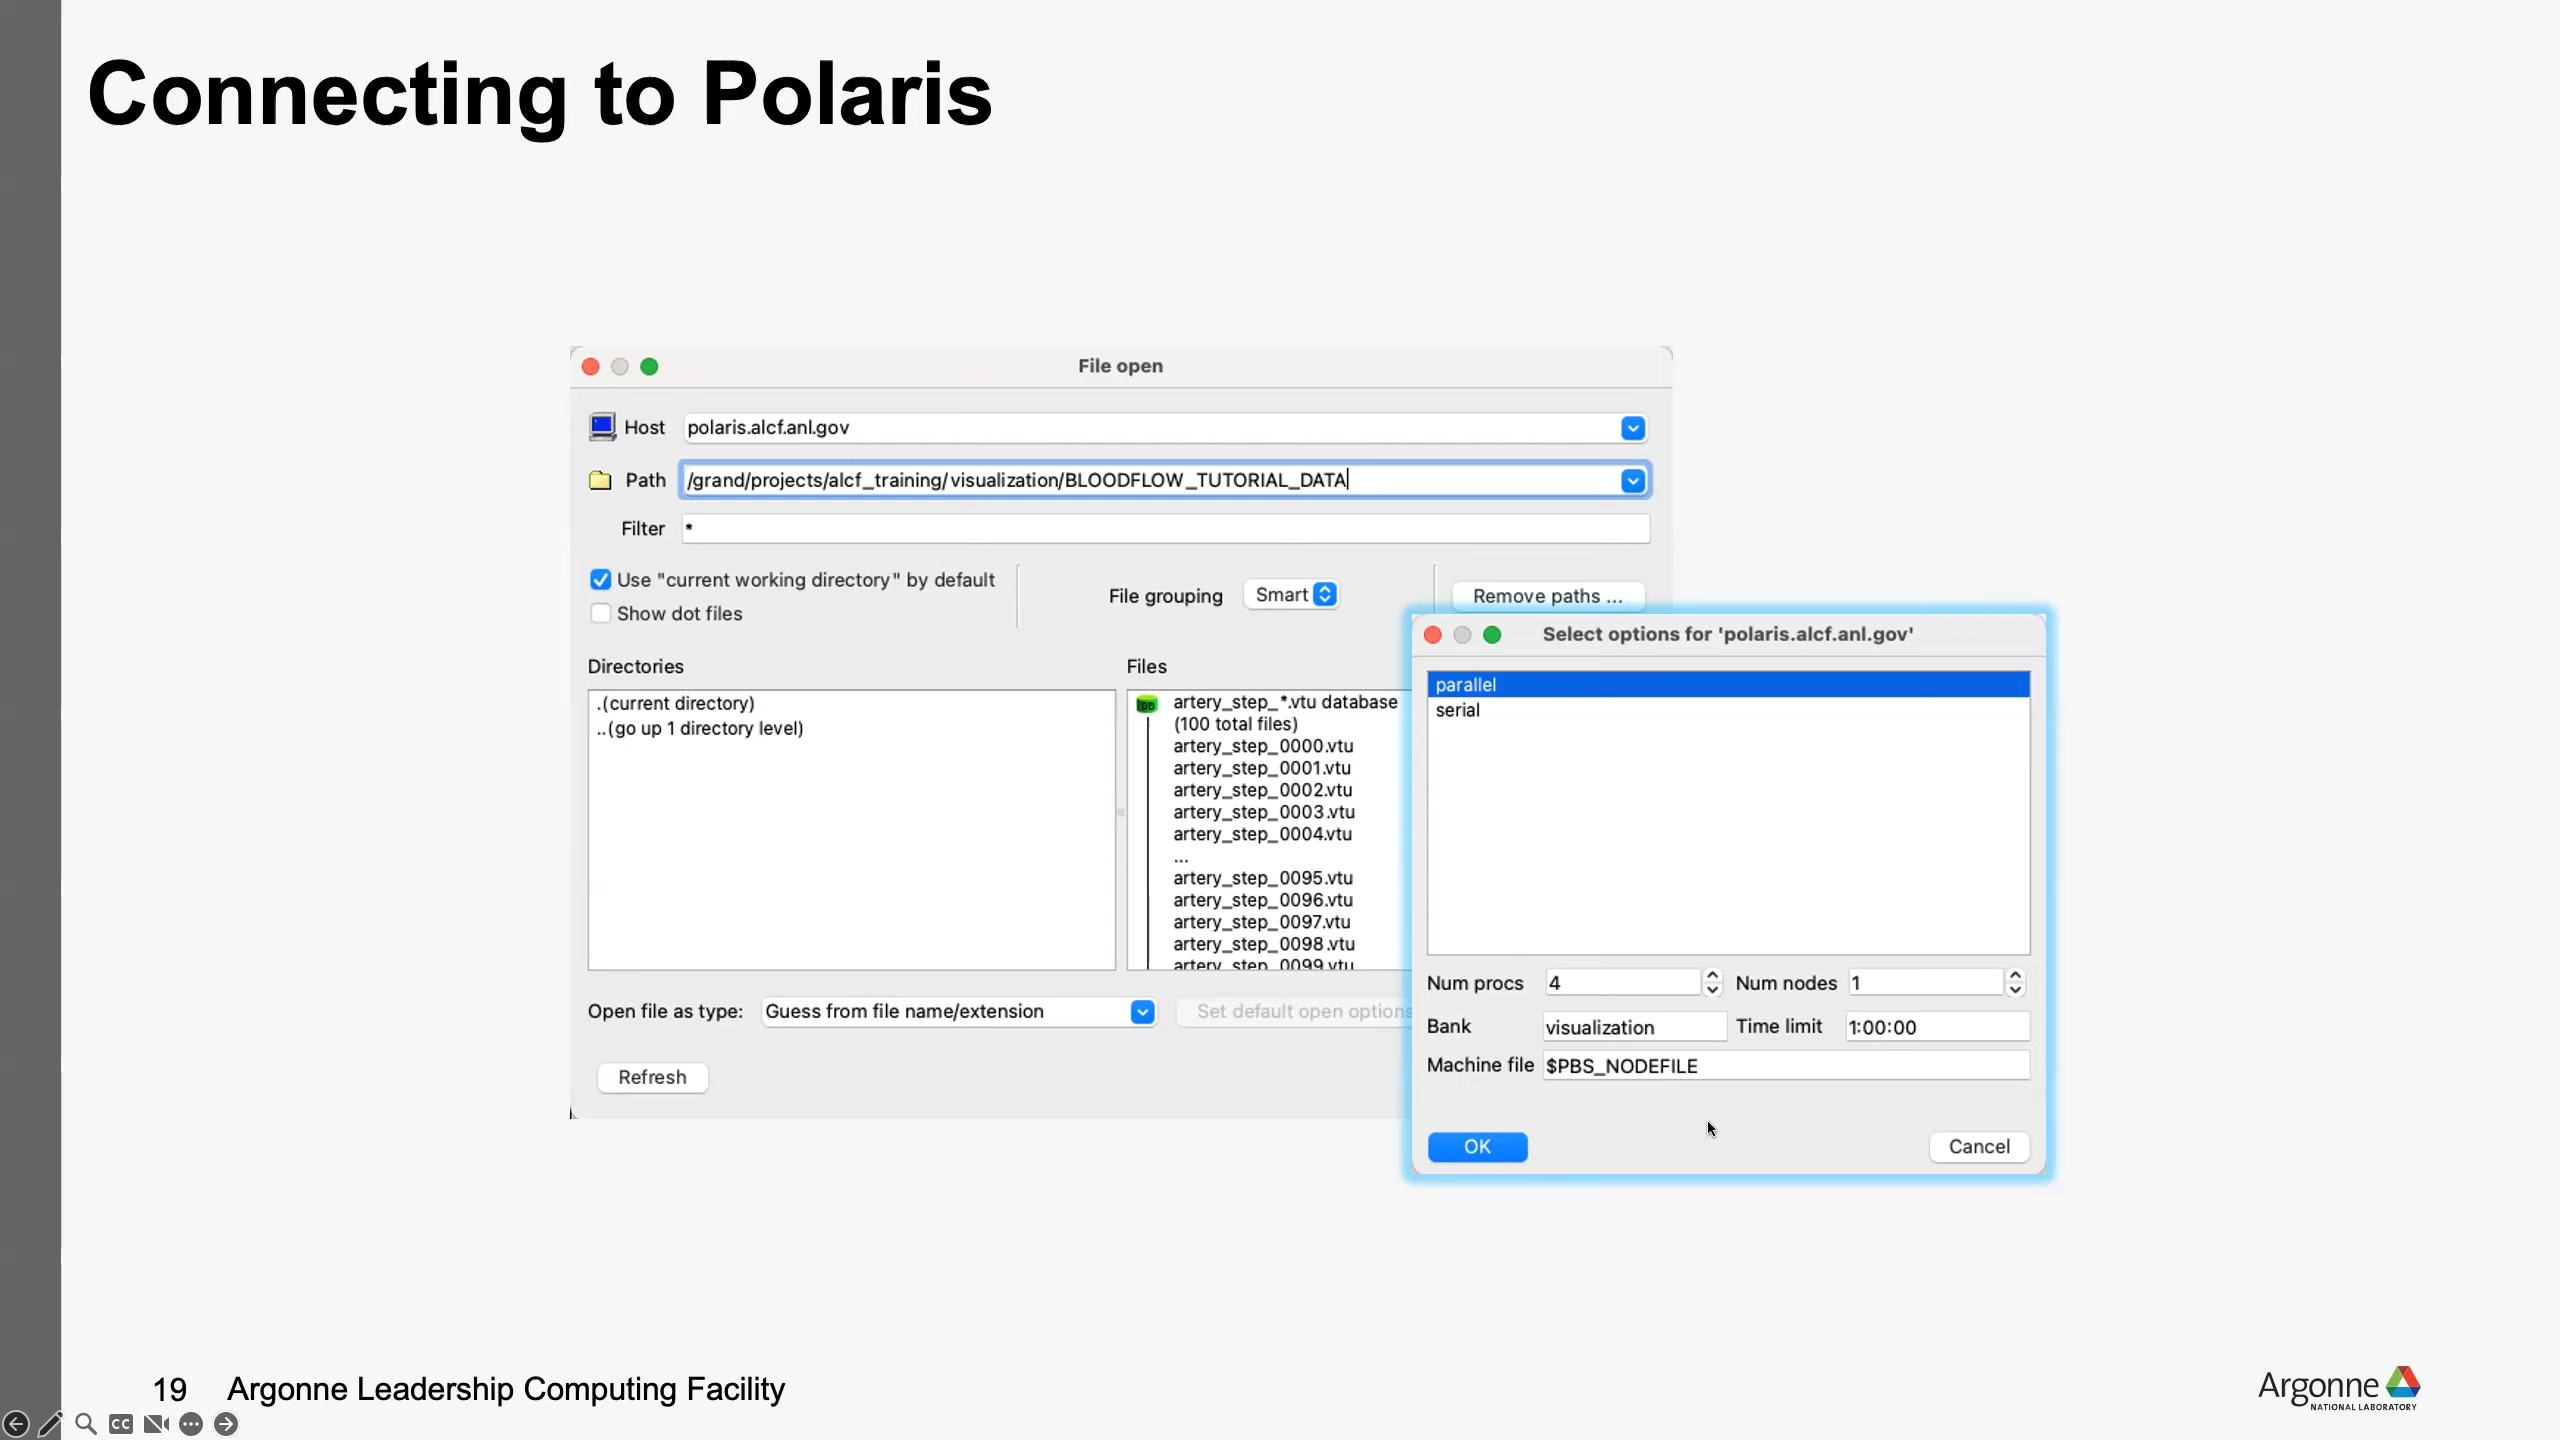 Connecting to Polaris
File open
Host polaris.alcf.anl.gov
Path /grand/projects/alcf_training/visualization/BLOODFLOW_TUTORIAL_DATA
Filter *
Use "current working directory" by default
Show dot files
File grouping Smart
Remove paths ...
Directories
.(current directory)
..(go up 1 directory level)
Files
DB
artery_step_*.vtu database
(100 total files)
artery_step_0000.vtu
artery_step_0001.vtu
artery_step_0002.vtu
artery_step_0003.vtu
artery_step_0004.vtu
...
artery_step_0095.vtu
artery_step_0096.vtu
artery_step_0097.vtu
artery_step_0098.vtu
artery_step_0099.vtu
Open file as type: Guess from file name/extension
Set default open options
Refresh
Select options for 'polaris.alcf.anl.gov'
parallel
serial
Num procs 4 Num nodes 1
Bank visualization Time limit 1:00:00
Machine file $PBS_NODEFILE
OK Cancel
19 Argonne Leadership Computing Facility
Argonne
NATIONAL LABORATORY
CC